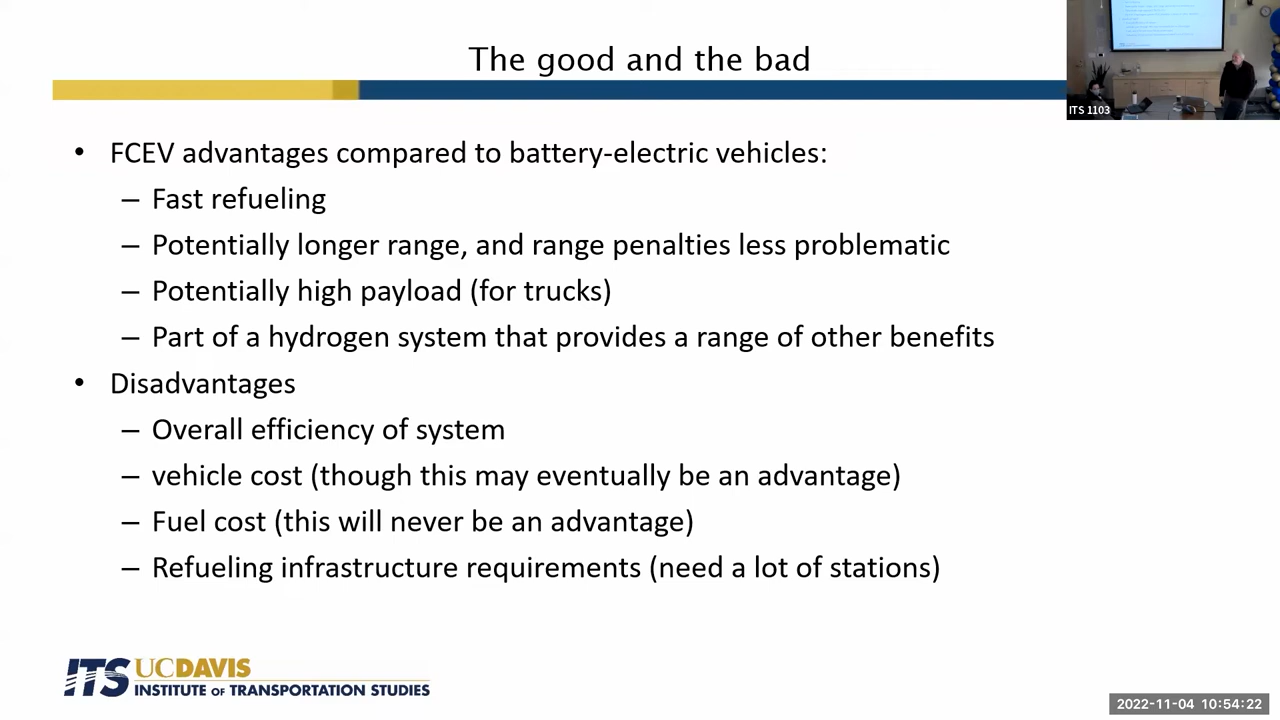 The good and the bad
ITS 1103
• FCEV advantages compared to battery-electric vehicles:
– Fast refueling
– Potentially longer range, and range penalties less problematic
– Potentially high payload (for trucks)
– Part of a hydrogen system that provides a range of other benefits
• Disadvantages
– Overall efficiency of system
– vehicle cost (though this may eventually be an advantage)
– Fuel cost (this will never be an advantage)
– Refueling infrastructure requirements (need a lot of stations)
ITS UCDAVIS
INSTITUTE OF TRANSPORTATION STUDIES
2022-11-04 10:54:22